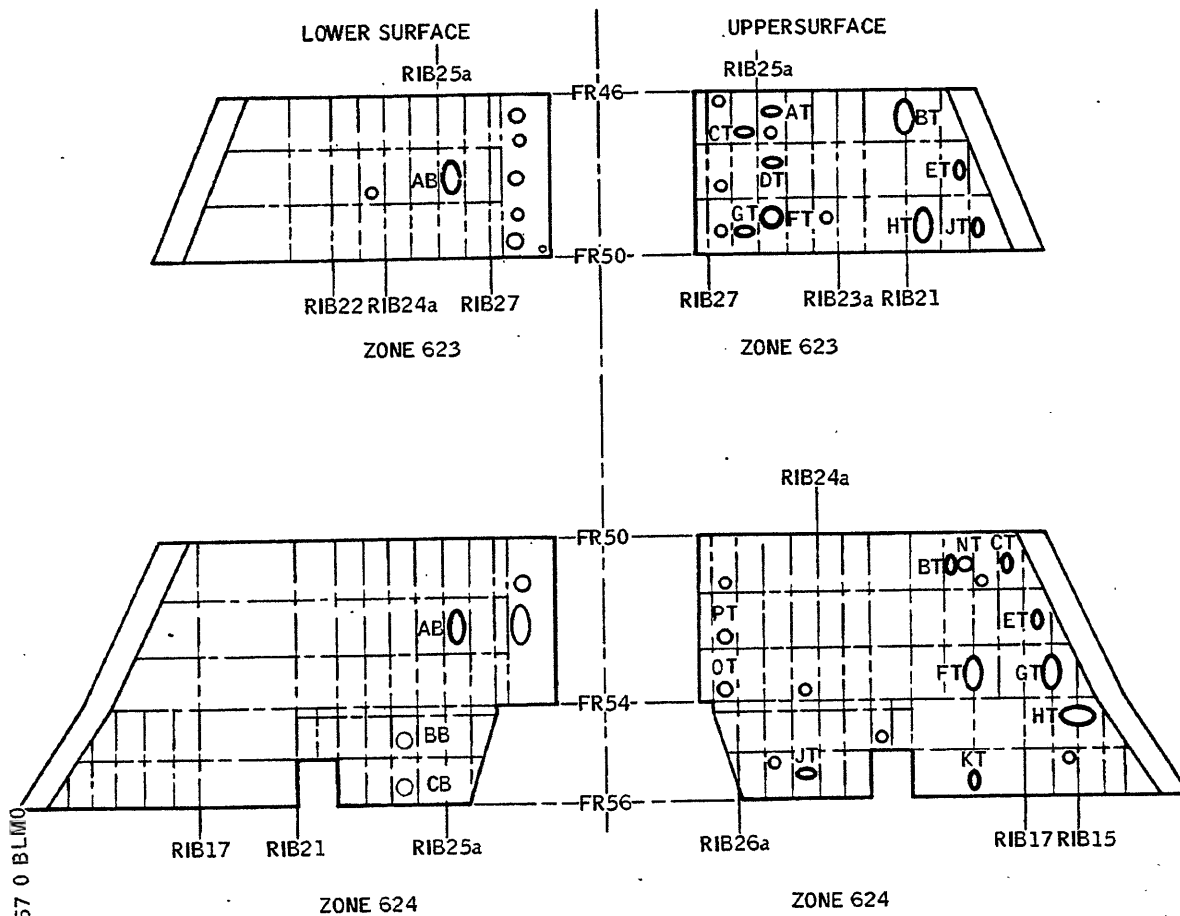 LOWER SURFACE
UPPERSURFACE
RIB25a
RIB25a
FR46
AT
BT
CT
AB
DT
ET
GT
FT
HT
JT
FR50
RIB22
RIB24a
RIB27
RIB27
RIB23a
RIB21
ZONE 623
ZONE 623
RIB24a
FR50
NT
CT
BT
PT
AB
ET
OT
FT
GT
FR54
HT
BB
JT
KT
CB
FR56
RIB17
RIB21
RIB25a
RIB26a
RIB17
RIB15
ZONE 624
ZONE 624